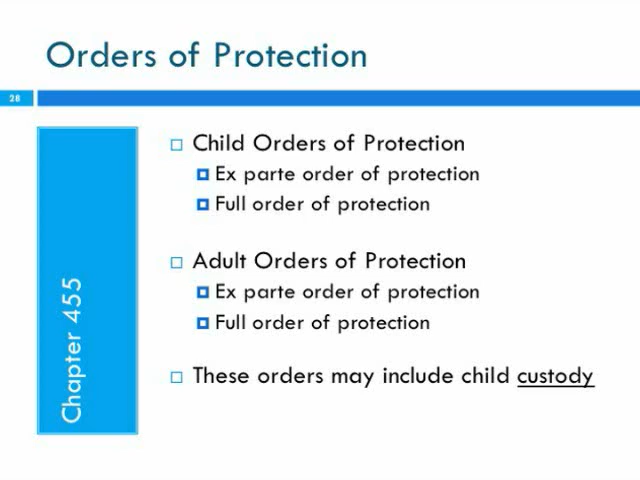 Orders of Protection
28
Chapter 455
Child Orders of Protection
Ex parte order of protection
Full order of protection
Adult Orders of Protection
Ex parte order of protection
Full order of protection
These orders may include child custody